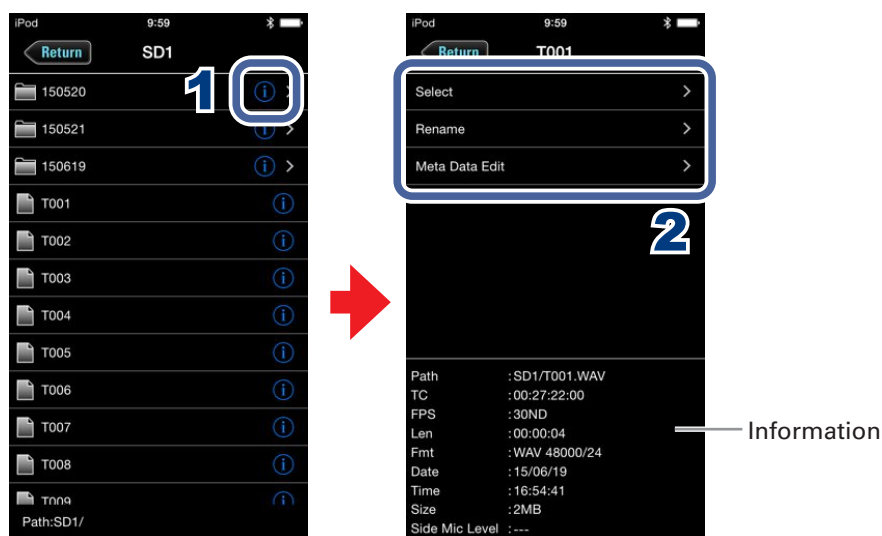 iPod 9:59
Return SD1
1
150520
150521
150619
T001
T002
T003
T004
T005
T006
T007
T008
T009
Path:SD1/
iPod 9:59
Return T001
Select
Rename
Meta Data Edit
2
Path :SD1/T001.WAV
TC :00:27:22:00
FPS :30ND
Len :00:00:04
Fmt :WAV 48000/24
Date :15/06/19
Time :16:54:41
Size :2MB
Side Mic Level :---
Information